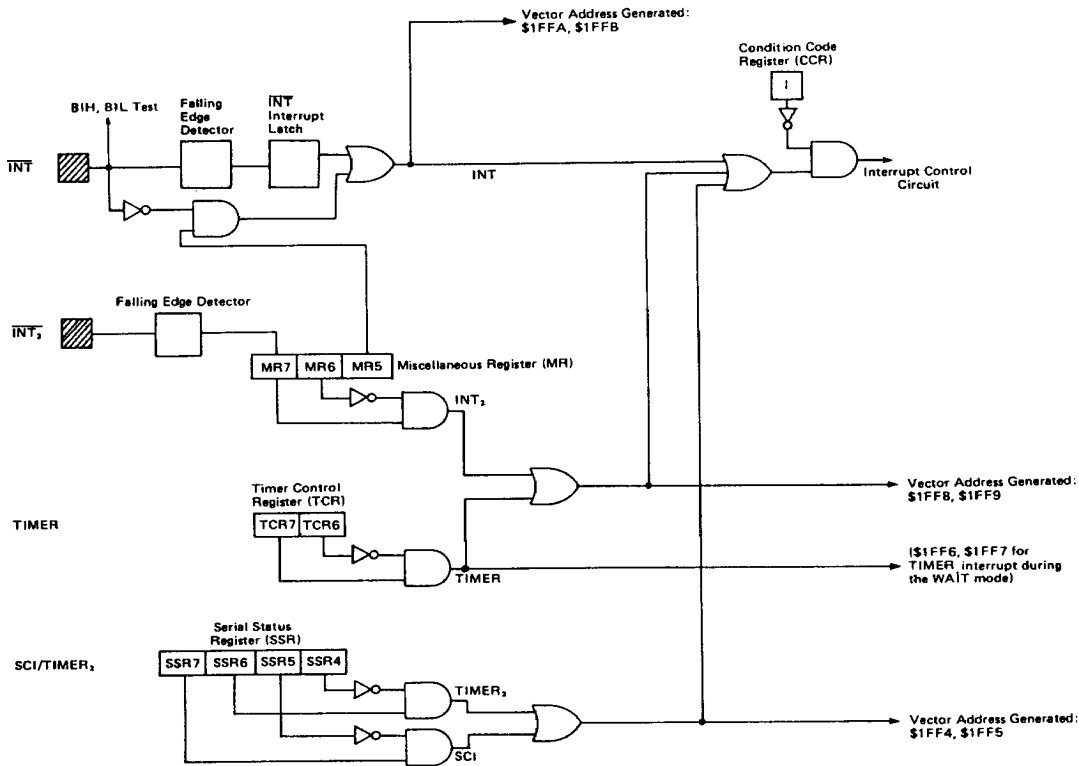 Vector Address Generated:
$1FFA, $1FFB
Condition Code
Register (CCR)
I
BIH, BIL Test
Falling
Edge
Detector
INT
Interrupt
Latch
INT
INT
Interrupt Control
Circuit
Falling Edge Detector
INT₂
MR7 MR6 MR5 Miscellaneous Register (MR)
INT₂
Timer Control
Register (TCR)
TIMER
TCR7 TCR6
TIMER
Vector Address Generated:
$1FF8, $1FF9
($1FF6, $1FF7 for
TIMER interrupt during
the WAIT mode)
Serial Status
Register (SSR)
SCI/TIMER₂
SSR7 SSR6 SSR5 SSR4
TIMER₂
SCI
Vector Address Generated:
$1FF4, $1FF5